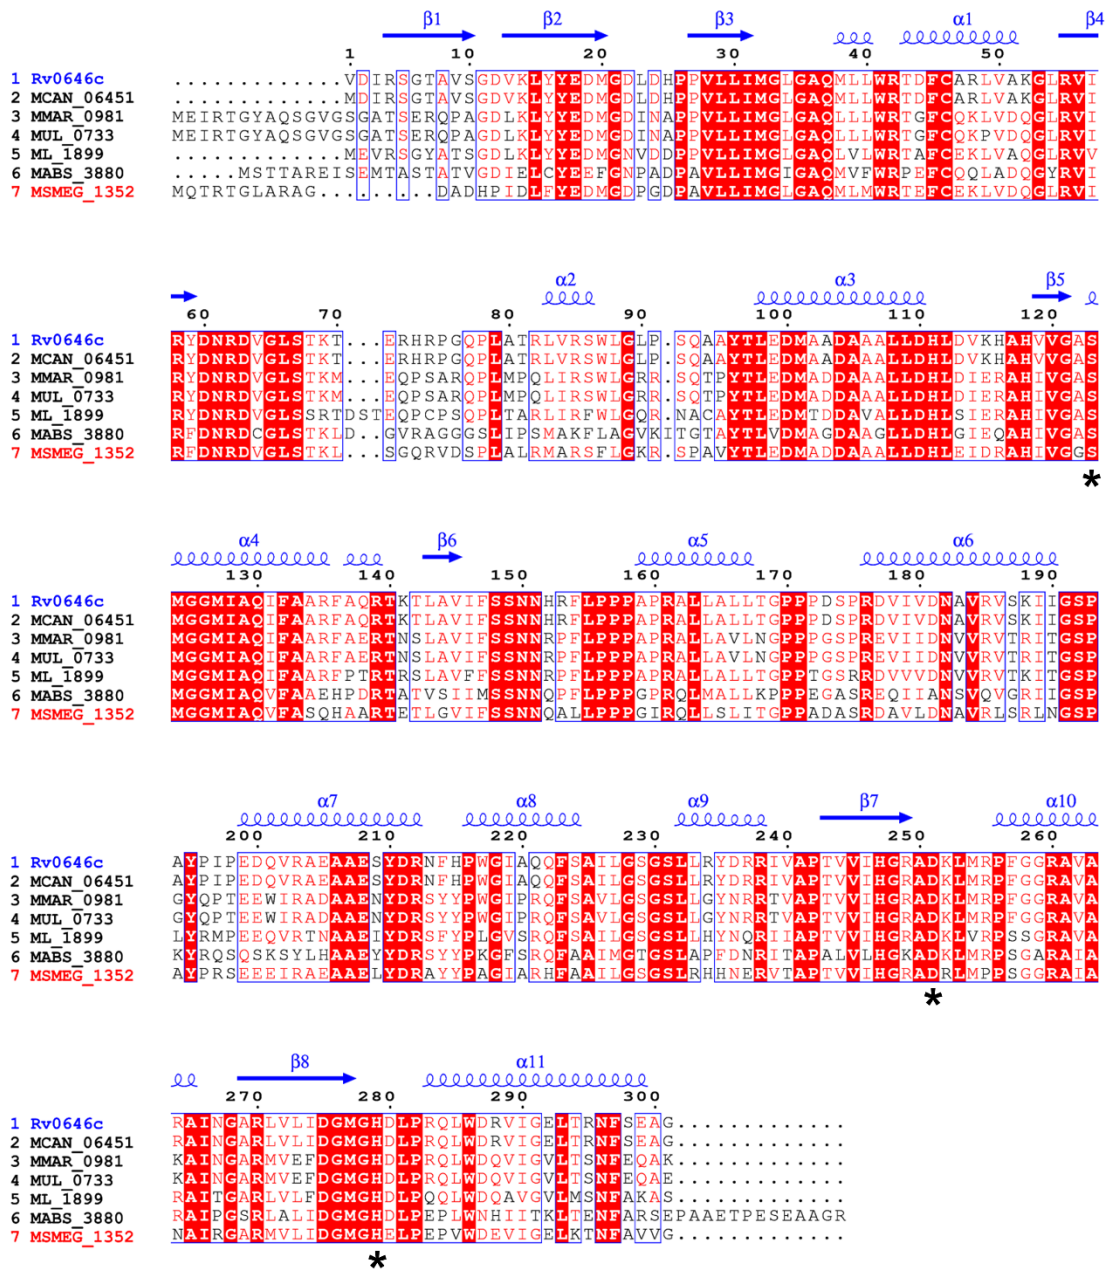 β1 β2 β3 α1 β4
1 10 20 30 40 50
1 Rv0646c .............VDIRSGTAVSGDVKLYYEDMGDLDHPPVLLIMGLGAQMLLWRTDFCARLVAKGLRVI
2 MCAN_06451 .............MDIRSGTAVSGDVKLYYEDMGDLDHPPVLLIMGLGAQMLLWRTDFCARLVAKGLRVI
3 MMAR_0981 MEIRTGYAQSGVGSGATSERQPAGDLKLYYEDMGDINAPPVLLIMGLGAQMLLWRTGFCQKLVDQGLRVI
4 MUL_0733 MEIRTGYAQSGVGSGATSERQPAGDLKLYYEDMGDINAPPVLLIMGLGAQMLLWRTGFCQKPVDQGLRVI
5 ML_1899 .............MEVRSGYATSGDLKLYYEDMGNVDDPPVLLIMGLGAQLVLWRTAFCEKLVAQGLRVV
6 MABS_3880 .....MSTTAREISEMTASTATVGDIELCYEEFGNPADPAVLLIMGIGAQMVFWRPEFCQQLADQGYRVI
7 MSMEG_1352 MQTRTGLARAG.........DADHPIDLFYEDMGDPGDPAVLLIMGLGAQMLMWRTEFCEKLVDQGLRVI
α2 α3 β5
60 70 80 90 100 110 120
1 Rv0646c RYDNRDVGLSTKT...ERHRPGQPLATRLVRSWLGLP.SQAAYTLEDMAADAAALLDHLDVKHAHVVGAS
2 MCAN_06451 RYDNRDVGLSTKT...ERHRPGQPLATRLVRSWLGLP.SQAAYTLEDMAADAAALLDHLDVKHAHVVGAS
3 MMAR_0981 RYDNRDVGLSTKM...EQPSARQPLMPQLIRSWLGRR.SQTPYTLEDMADDAAALLDHLDIERAHIVGAS
4 MUL_0733 RYDNRDVGLSTKM...EQPSARQPLMPQLIRSWLGRR.SQTPYTLEDMADDAAALLDHLDIERAHIVGAS
5 ML_1899 RYDNRDVGLSSRTDSTEQPCPSQPLTARLIRFWLGQR.NACAYTLEDMTDDAVALLDHLSIERAHIVGAS
6 MABS_3880 RFDNRDCGLSTKLD..GVRAGGGSLIPSMAKFLAGVKITGTAYTLVDMAGDAAGLLDHLGIEQAHIVGAS
7 MSMEG_1352 RFDNRDVGLSTKL...SGQRVDSPLALRMARSFLGKR.SPAVYTLEDMADDAAALLDHLEIDRAHIVGGS
*
α4 β6 α5 α6
130 140 150 160 170 180 190
1 Rv0646c MGGMIAQIFAARFAQRTKTLAVIFSSNNHRFLPPPAPRALLALLTGPPPDSPRDVIVDNAVRVSKIIGSP
2 MCAN_06451 MGGMIAQIFAARFAQRTKTLAVIFSSNNHRFLPPPAPRALLALLTGPPPDSPRDVIVDNAVRVSKIIGSP
3 MMAR_0981 MGGMIAQIFAARFAERTNSLAVIFSSNNRPFLPPPAPRALLAVLNGPPPGSPREVIIDNVVRVTRITGSP
4 MUL_0733 MGGMIAQIFAARFAERTNSLAVIFSSNNRPFLPPPAPRALLAVLNGPPPGSPREVIIDNVVRVTRITGSP
5 ML_1899 MGGMIAQIFAARFPTRTRSLAVFFSSNNRPFLPPPAPRALLALLTGPPPTGSRRDVVVDNVVRVTKITGSP
6 MABS_3880 MGGMIAQVFAAEHPDRTATVSIIMSSNNQPFLPPPGPRQLMALLKPPPEGASREQIIANSVQVGRIIGSP
7 MSMEG_1352 MGGMIAQVFASQHAARTETLGVIFSSNNQALLPPPGIRQLLSLITGPPADASRDAVLDNAVRLSRLNGSP
α7 α8 α9 β7 α10
200 210 220 230 240 250 260
1 Rv0646c AYPIPEDQVRAEAAESYDRNFHPWGIAQQFSAILGSGSLLRYDRRIVAPTVVIHGRADKLMRPFGGRAVA
2 MCAN_06451 AYPIPEDQVRAEAAESYDRNFHPWGIAQQFSAILGSGSLLRYDRRIVAPTVVIHGRADKLMRPFGGRAVA
3 MMAR_0981 GYQPTEEWIRADAAENYDRSYYPWGIPRQFSAVLGSGSLLGYNRRTVAPTVVIHGRADKLMRPFGGRAVA
4 MUL_0733 GYQPTEEWIRADAAENYDRSYYPWGIPRQFSAVLGSGSLLGYNRRTVAPTVVIHGRADKLMRPFGGRAVA
5 ML_1899 LYRMPEEQVRTNAAEIYDRSFYPLGVSRQFSAILGSGSLLHYNQRIIAPTVVIHGRADKLVRPSSGRAVA
6 MABS_3880 KYRQSQSKSYLHAAEYYDRSYYPKGFSRQFAAIMGTGSLAPFDNRITAPALVLHGKADKLMRPSGARAIA
7 MSMEG_1352 AYPRSEEEIRAEAAELYDRAYYPAGIARHFAAILGSGSLRHHNERVTAPTVVIHGRADRLMPPSGGRAIA
*
β8 α11
270 280 290 300
1 Rv0646c RAINGARLVLIDGMGHDLPRQLWDRVIGELTRNFSEAG.............
2 MCAN_06451 RAINGARLVLIDGMGHDLPRQLWDRVIGELTRNFSEAG.............
3 MMAR_0981 KAINGARMVEFDGMGHDLPRQLWDQVIGVLTSNFEQAK.............
4 MUL_0733 KAINGARMVEFDGMGHDLPRQLWDQVIGVLTSNFEQAE.............
5 ML_1899 RAITGARLVLFDGMGHDLPQQLWDQAVGVLMSNFAKAS.............
6 MABS_3880 RAIPGSRLALIDGMGHDLPEPLWNHIITKLTENFARSEPAAETPESEAAGR
7 MSMEG_1352 NAIRGARMVLIDGMGHELPEPVWDEVIGELKTNFAVVG.............
*